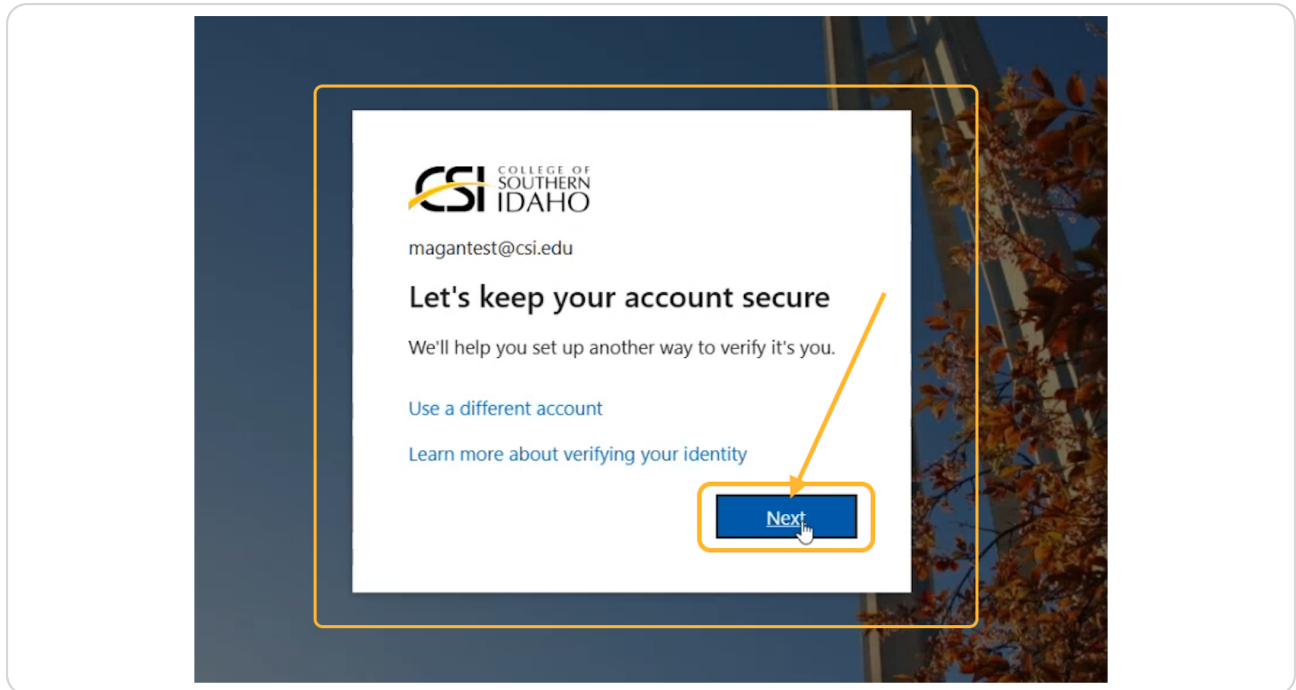 CSI
COLLEGE OF
SOUTHERN
IDAHO
magantest@csi.edu
Let's keep your account secure
We'll help you set up another way to verify it's you.
Use a different account
Learn more about verifying your identity
Next